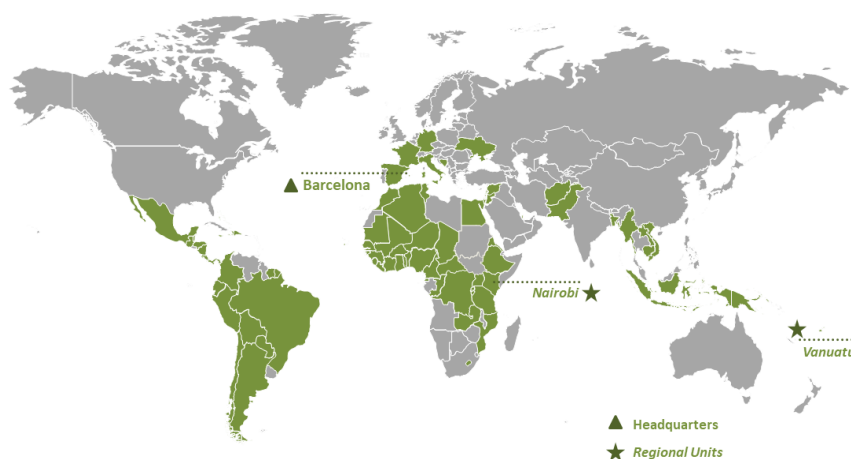 Barcelona
Nairobi
Vanuatu
Headquarters
Regional Units